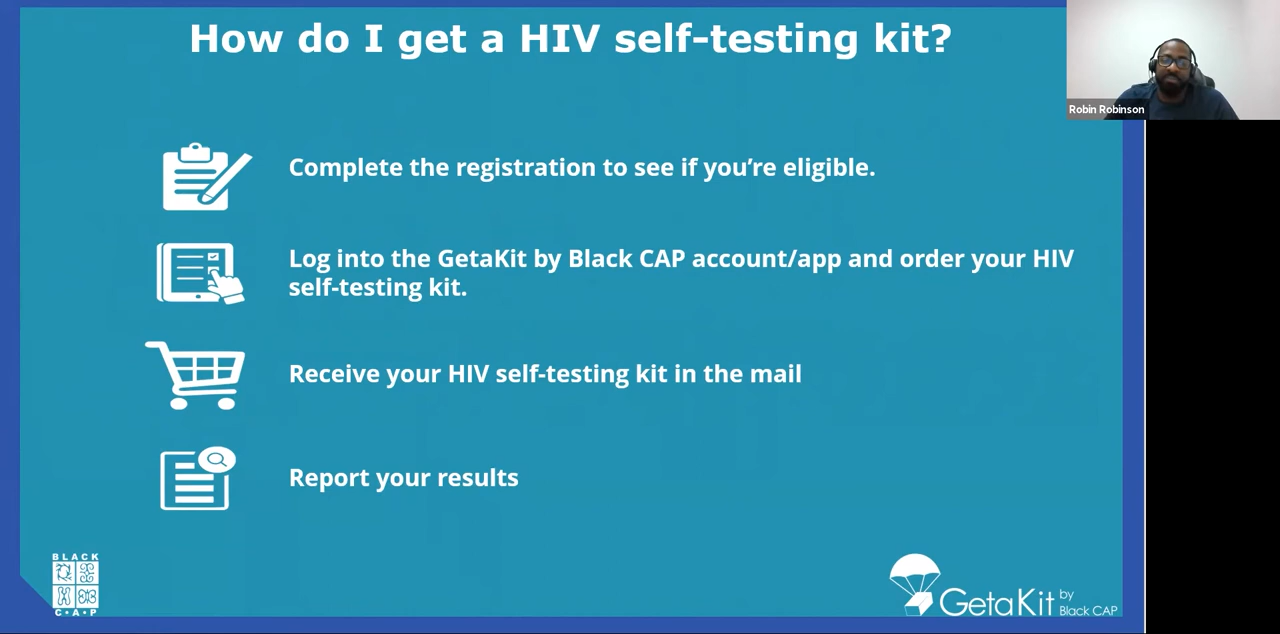 How do I get a HIV self-testing kit?
Robin Robinson
Complete the registration to see if you’re eligible.
Log into the GetaKit by Black CAP account/app and order your HIV
self-testing kit.
Receive your HIV self-testing kit in the mail
Report your results
BLACK
C•A•P
GetaKit by
Black CAP